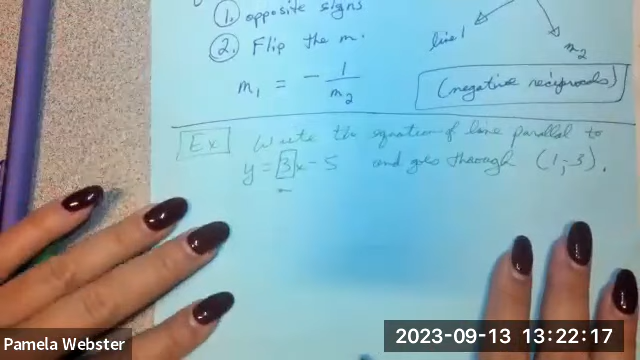 ① opposite signs
② Flip the m.
line 1
m₂
m₁ = - 1/m₂
(negative reciprocals)
Ex Write the equation of line parallel to
y = 3x - 5 and goes through (1, -3).
Pamela Webster
2023-09-13 13:22:17